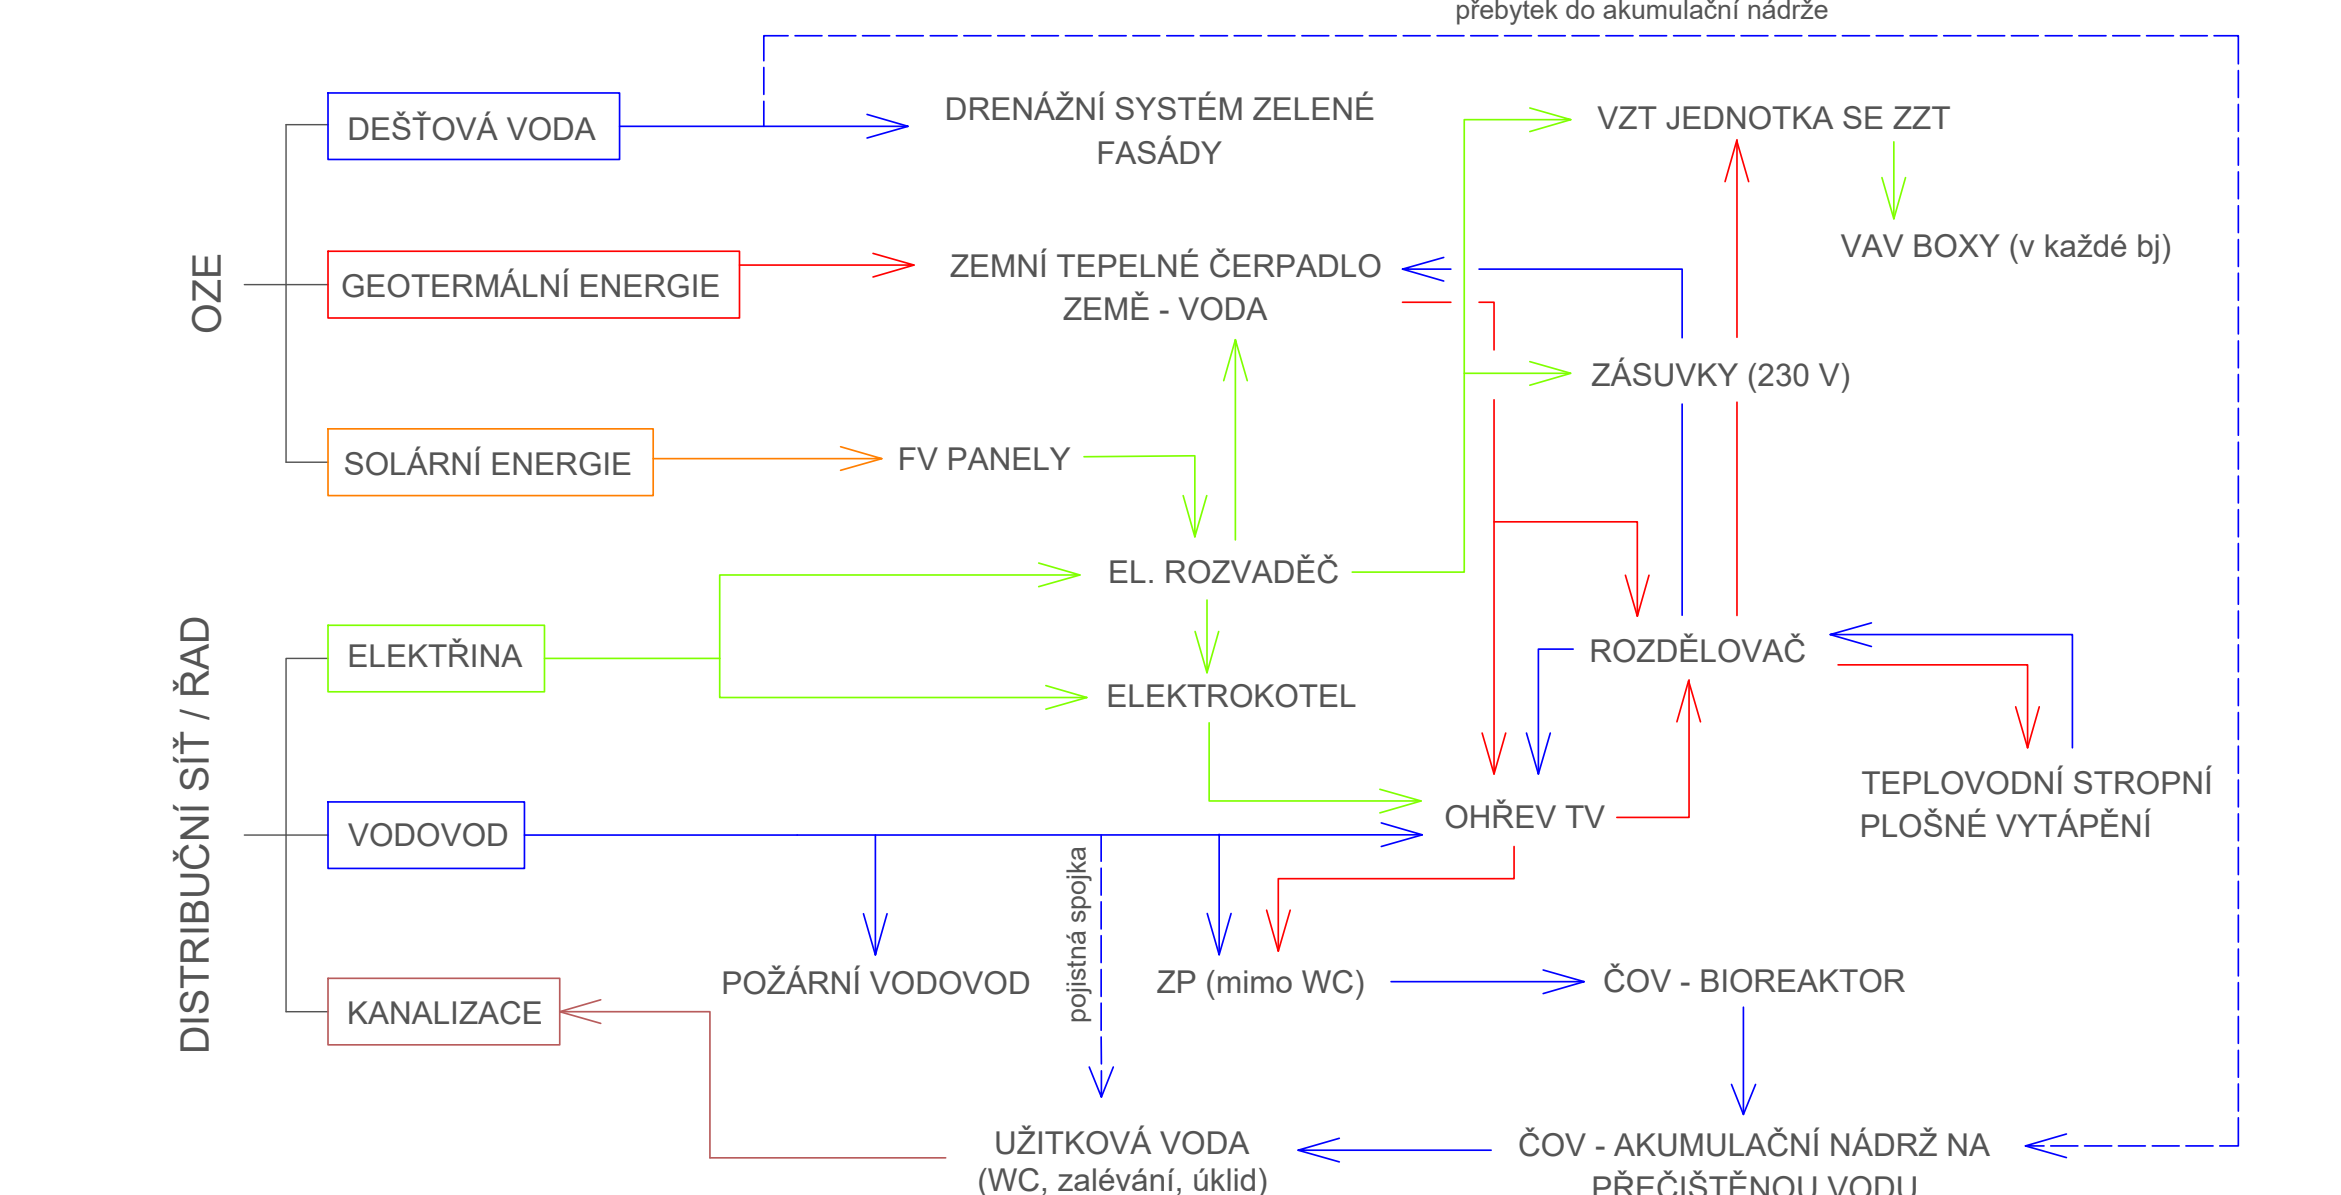 přebytek do akumulační nádrže
DEŠŤOVÁ VODA
DRENÁŽNÍ SYSTÉM ZELENÉ
FASÁDY
VZT JEDNOTKA SE ZZT
VAV BOXY (v každé bj)
OZE
GEOTERMÁLNÍ ENERGIE
ZEMNÍ TEPELNÉ ČERPADLO
ZEMĚ - VODA
ZÁSUVKY (230 V)
SOLÁRNÍ ENERGIE
FV PANELY
EL. ROZVADĚČ
DISTRIBUČNÍ SÍŤ / ŘAD
ELEKTŘINA
ELEKTROKOTEL
ROZDĚLOVAČ
TEPLOVODNÍ STROPNÍ
PLOŠNÉ VYTÁPĚNÍ
VODOVOD
OHŘEV TV
pojistná spojka
POŽÁRNÍ VODOVOD
ZP (mimo WC)
ČOV - BIOREAKTOR
KANALIZACE
UŽITKOVÁ VODA
(WC, zalévání, úklid)
ČOV - AKUMULAČNÍ NÁDRŽ NA
PŘEČIŠTĚNOU VODU